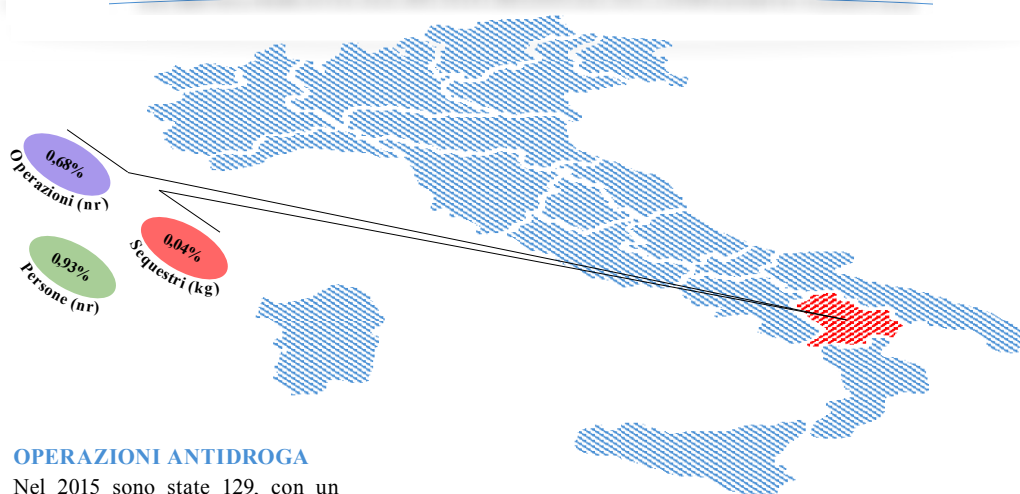 0,68%
Operazioni (nr)
0,04%
Sequestri (kg)
0,93%
Persone (nr)
OPERAZIONI ANTIDROGA
Nel 2015 sono state 129, con un